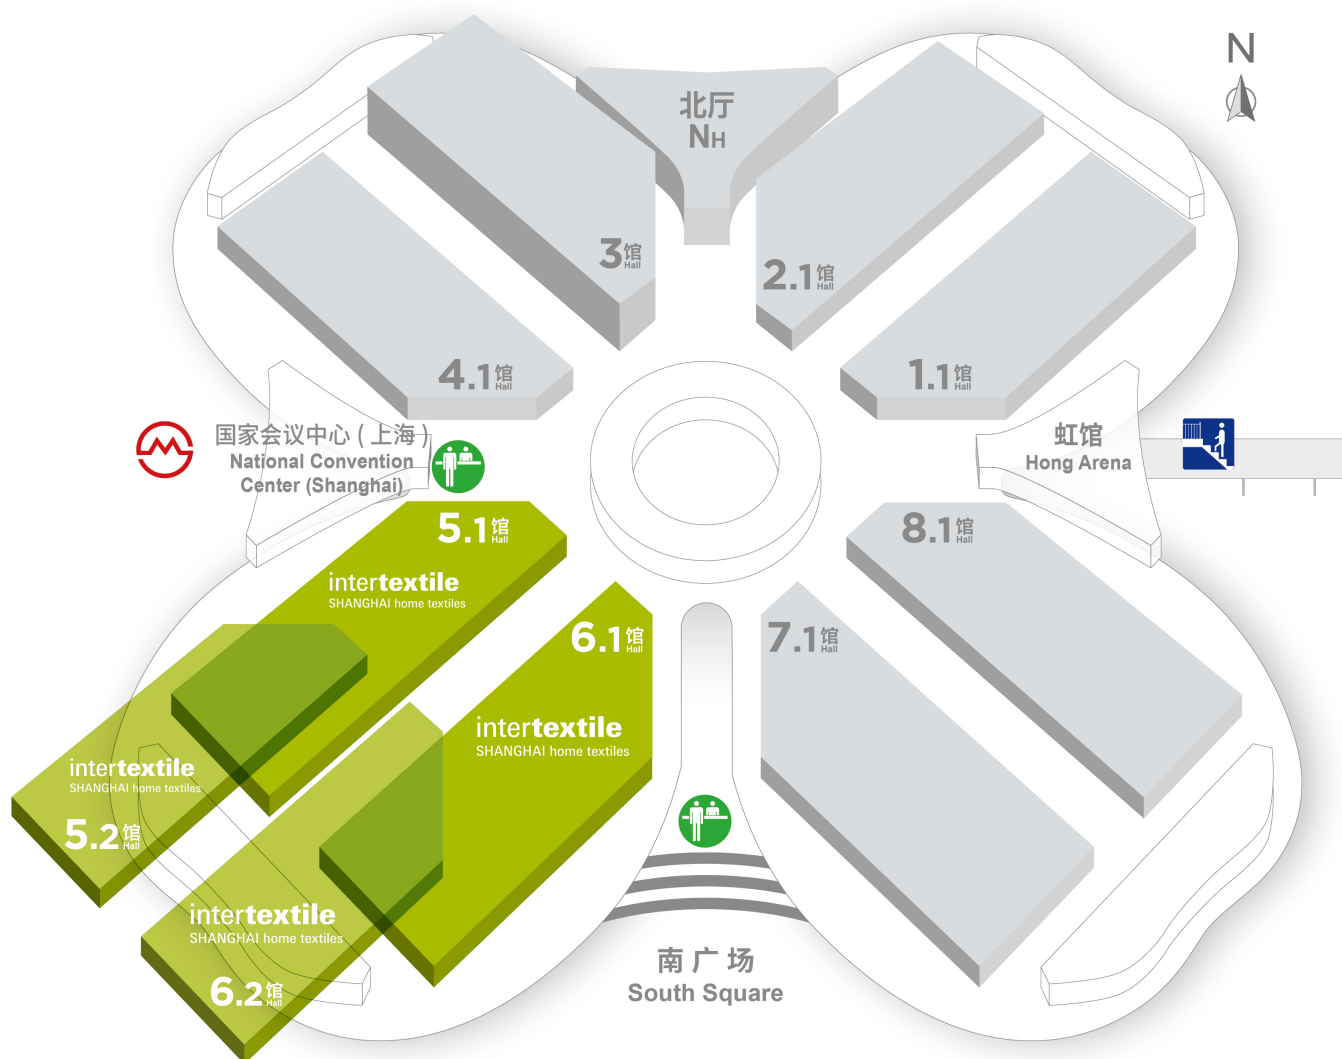 N
北厅
NH
3馆
Hall
2.1馆
Hall
4.1馆
Hall
1.1馆
Hall
国家会议中心(上海)
National Convention
Center (Shanghai)
虹馆
Hong Arena
5.1馆
Hall
8.1馆
Hall
intertextile
SHANGHAI home textiles
6.1馆
Hall
7.1馆
Hall
intertextile
SHANGHAI home textiles
intertextile
SHANGHAI home textiles
5.2馆
Hall
intertextile
SHANGHAI home textiles
6.2馆
Hall
南广场
South Square